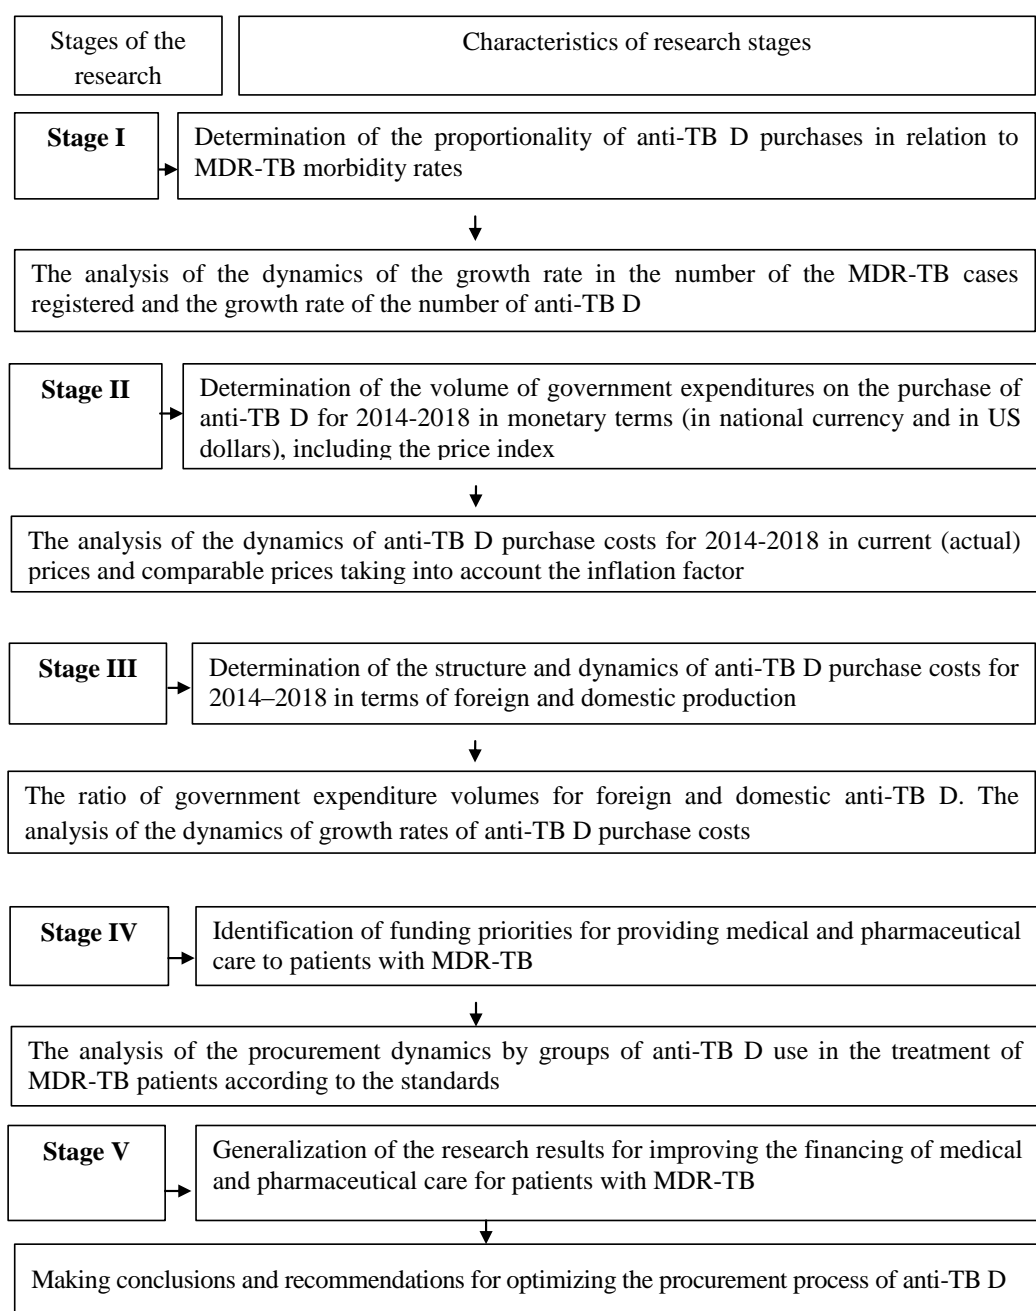 Stages of the
research
Characteristics of research stages
Stage I
Determination of the proportionality of anti-TB D purchases in relation to
MDR-TB morbidity rates
The analysis of the dynamics of the growth rate in the number of the MDR-TB cases
registered and the growth rate of the number of anti-TB D
Stage II
Determination of the volume of government expenditures on the purchase of
anti-TB D for 2014-2018 in monetary terms (in national currency and in US
dollars), including the price index
The analysis of the dynamics of anti-TB D purchase costs for 2014-2018 in current (actual)
prices and comparable prices taking into account the inflation factor
Stage III
Determination of the structure and dynamics of anti-TB D purchase costs for
2014–2018 in terms of foreign and domestic production
The ratio of government expenditure volumes for foreign and domestic anti-TB D. The
analysis of the dynamics of growth rates of anti-TB D purchase costs
Stage IV
Identification of funding priorities for providing medical and pharmaceutical
care to patients with MDR-TB
The analysis of the procurement dynamics by groups of anti-TB D use in the treatment of
MDR-TB patients according to the standards
Stage V
Generalization of the research results for improving the financing of medical
and pharmaceutical care for patients with MDR-TB
Making conclusions and recommendations for optimizing the procurement process of anti-TB D